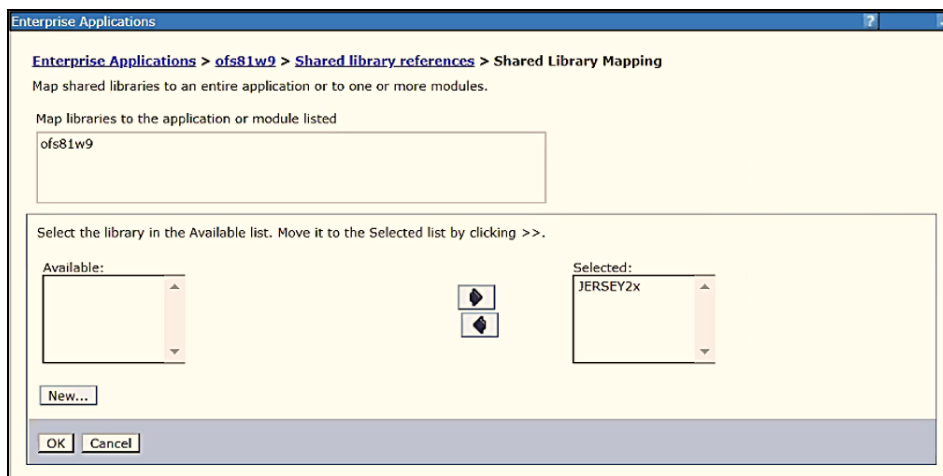 Enterprise Applications ?
Enterprise Applications > ofs81w9 > Shared library references > Shared Library Mapping
Map shared libraries to an entire application or to one or more modules.
Map libraries to the application or module listed
ofs81w9
Select the library in the Available list. Move it to the Selected list by clicking >>.
Available:
Selected:
JERSEY2x
New...
OK Cancel